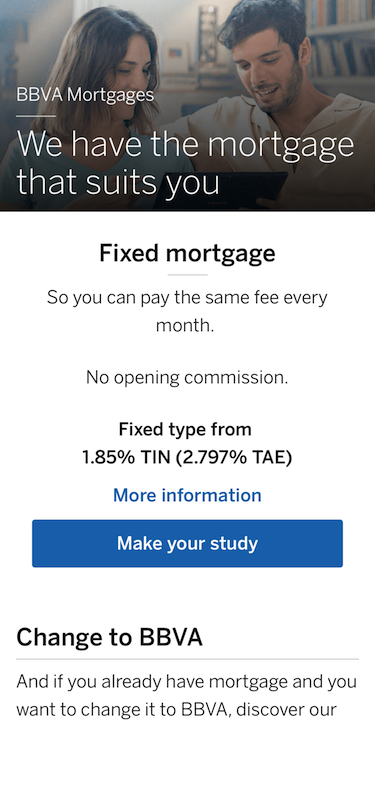 BBVA Mortgages
We have the mortgage
that suits you
Fixed mortgage
So you can pay the same fee every
month.
No opening commission.
Fixed type from
1.85% TIN (2.797% TAE)
More information
Make your study
Change to BBVA
And if you already have mortgage and you
want to change it to BBVA, discover our